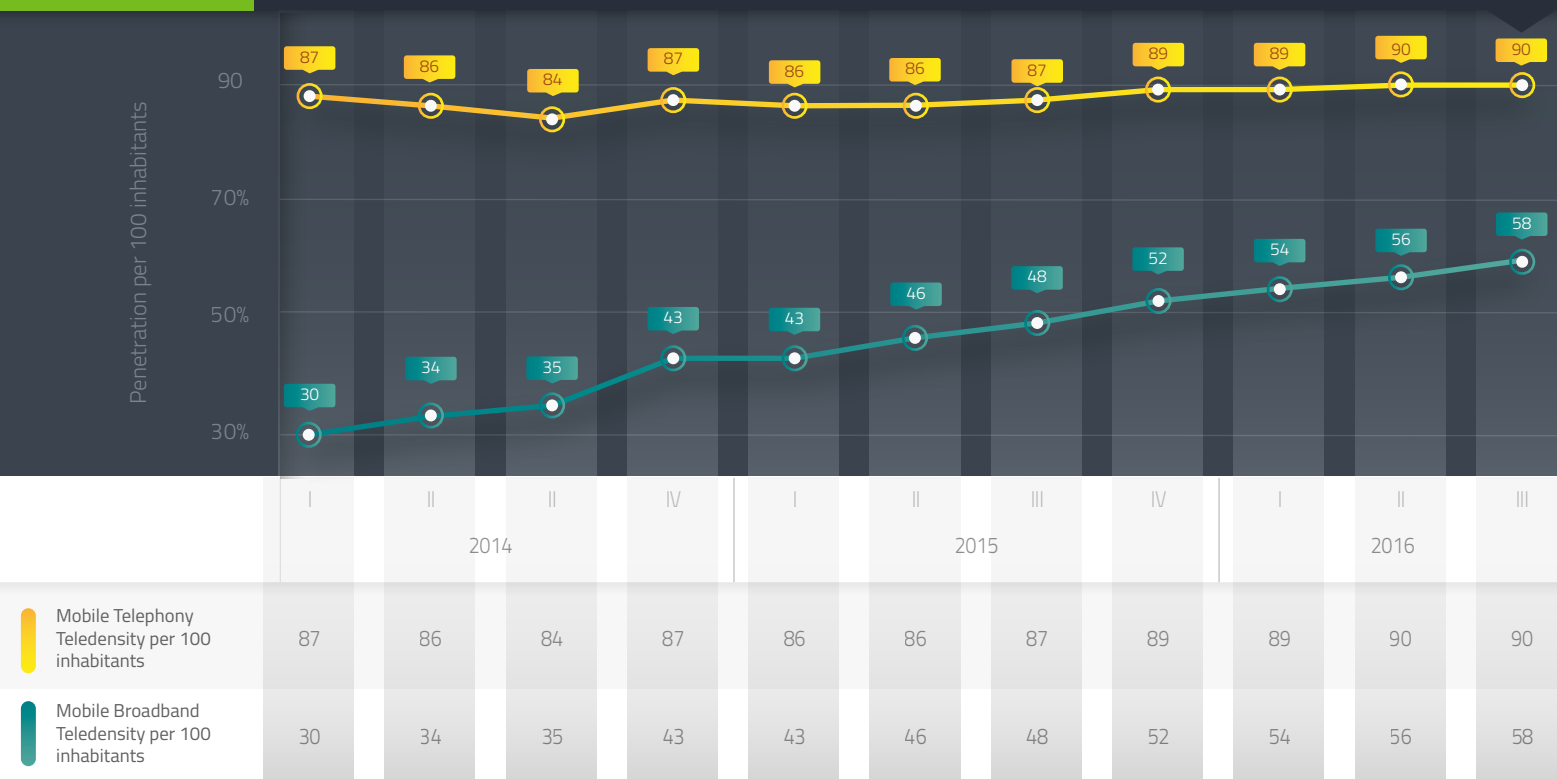 Penetration per 100 inhabitants
90
70%
50%
30%
87
86
84
87
86
86
87
89
89
90
90
30
34
35
43
43
46
48
52
54
56
58
I II II IV I II III IV I II III
2014 2015 2016
Mobile Telephony
Teledensity per 100
inhabitants
87 86 84 87 86 86 87 89 89 90 90
Mobile Broadband
Teledensity per 100
inhabitants
30 34 35 43 43 46 48 52 54 56 58